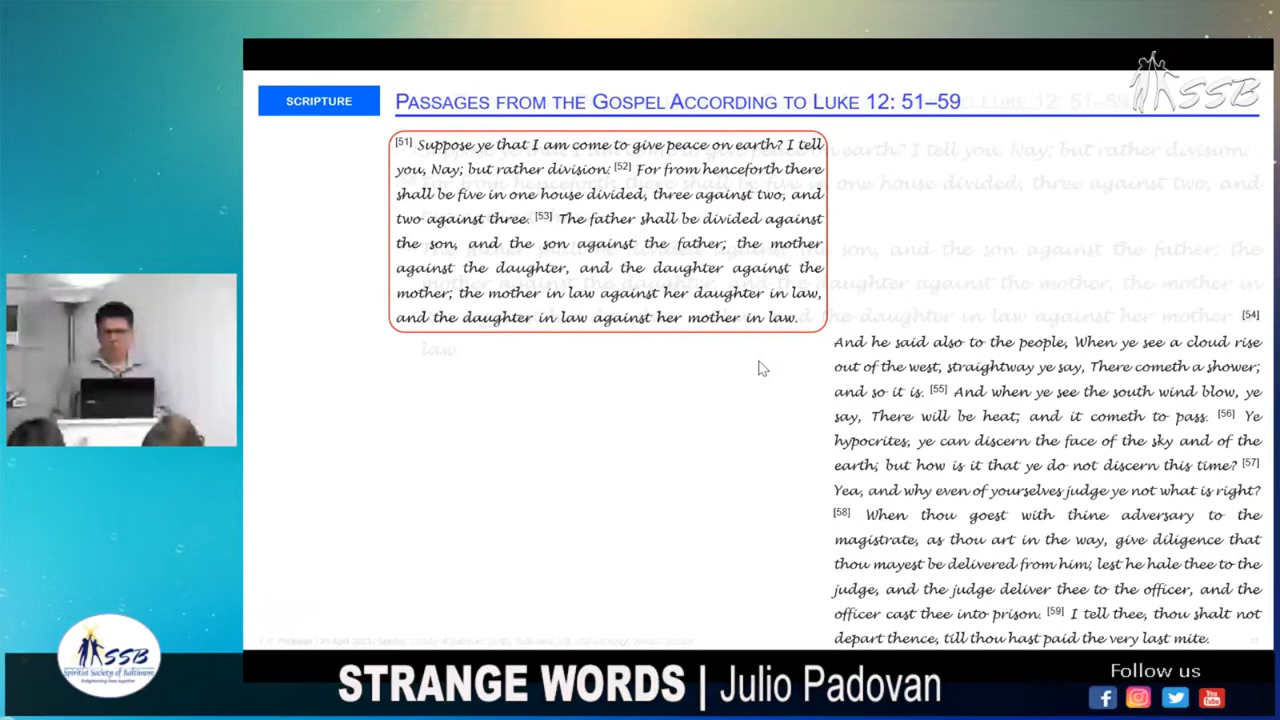 SSB
SCRIPTURE
PASSAGES FROM THE GOSPEL ACCORDING TO LUKE 12: 51–59
[51] Suppose ye that I am come to give peace on earth? I tell
you, Nay; but rather division: [52] For from henceforth there
shall be five in one house divided, three against two, and
two against three. [53] The father shall be divided against
the son, and the son against the father; the mother
against the daughter, and the daughter against the
mother; the mother in law against her daughter in law,
and the daughter in law against her mother in law.
[54]
And he said also to the people, When ye see a cloud rise
out of the west, straightway ye say, There cometh a shower;
and so it is. [55] And when ye see the south wind blow, ye
say, There will be heat; and it cometh to pass. [56] Ye
hypocrites, ye can discern the face of the sky and of the
earth; but how is it that ye do not discern this time? [57]
Yea, and why even of yourselves judge ye not what is right?
[58] When thou goest with thine adversary to the
magistrate, as thou art in the way, give diligence that
thou mayest be delivered from him; lest he hale thee to the
judge, and the judge deliver thee to the officer, and the
officer cast thee into prison. [59] I tell thee, thou shalt not
depart thence, till thou hast paid the very last mite.
SSB
Spiritist Society of Baltimore
STRANGE WORDS | Julio Padovan
Follow us